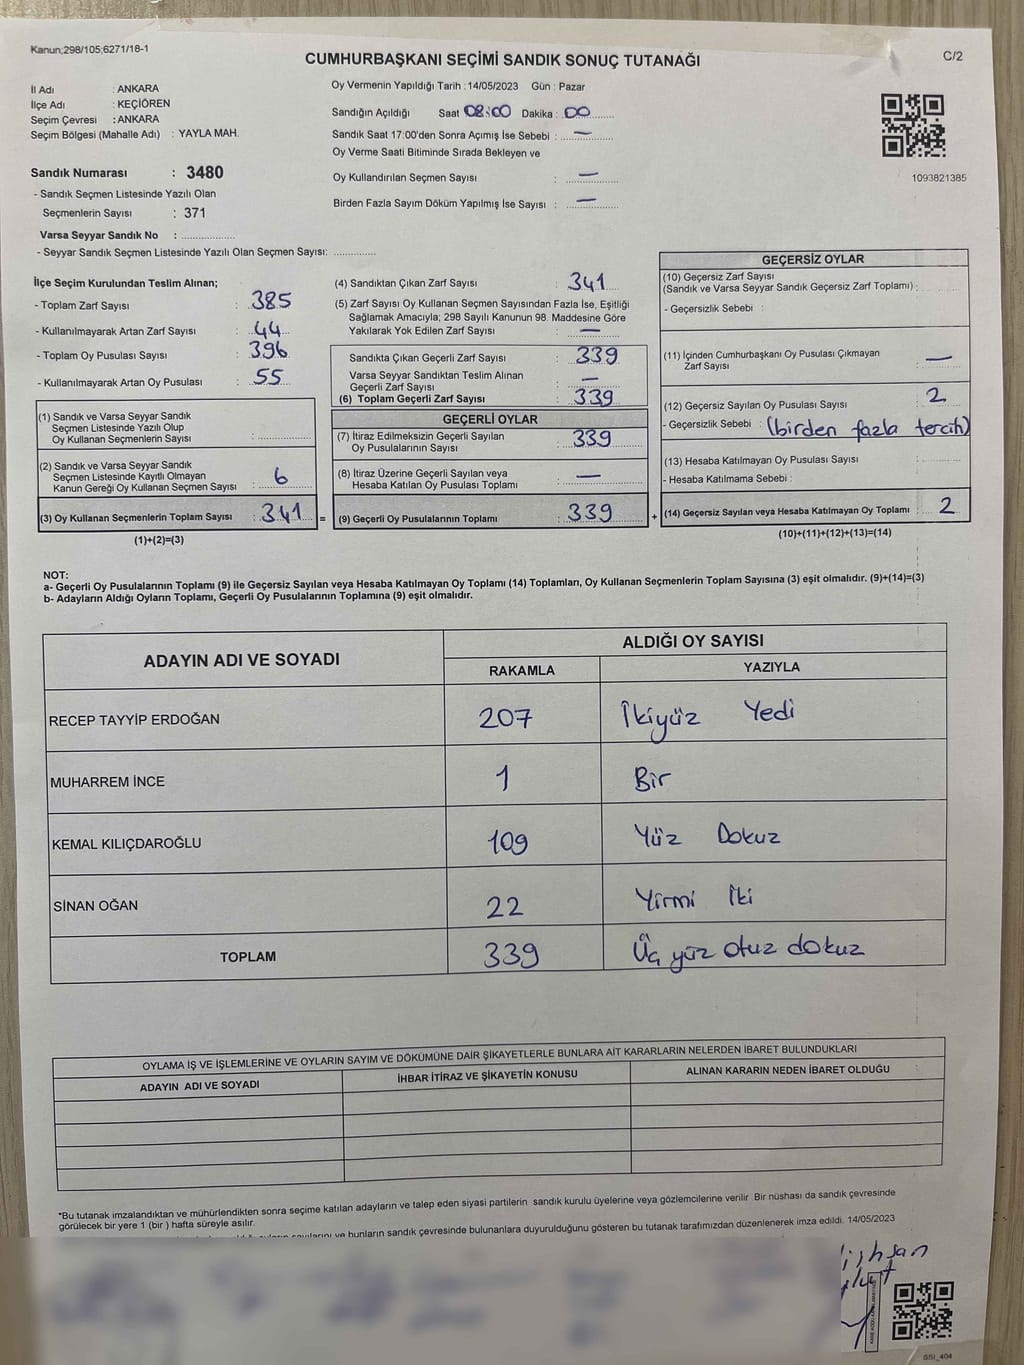 Kanun;298/105;6271/18-1
CUMHURBAŞKANI SEÇİMİ SANDIK SONUÇ TUTANAĞI
C/2
İl Adı : ANKARA
İlçe Adı : KEÇİÖREN
Seçim Çevresi : ANKARA
Seçim Bölgesi (Mahalle Adı) : YAYLA MAH.
Sandık Numarası : 3480
- Sandık Seçmen Listesinde Yazılı Olan
Seçmenlerin Sayısı : 371
Varsa Seyyar Sandık No : ..................
- Seyyar Sandık Seçmen Listesinde Yazılı Olan Seçmen Sayısı: ..............
Oy Vermenin Yapıldığı Tarih : 14/05/2023 Gün : Pazar
Sandığın Açıldığı Saat 08:00 Dakika : 00
Sandık Saat 17:00'den Sonra Açımış İse Sebebi : —
Oy Verme Saati Bitiminde Sırada Bekleyen ve
Oy Kullandırılan Seçmen Sayısı : —
Birden Fazla Sayım Döküm Yapılmış İse Sayısı : —
1093821385
İlçe Seçim Kurulundan Teslim Alınan;
- Toplam Zarf Sayısı : 385
- Kullanılmayarak Artan Zarf Sayısı : 44
- Toplam Oy Pusulası Sayısı : 396
- Kullanılmayarak Artan Oy Pusulası : 55
(1) Sandık ve Varsa Seyyar Sandık
Seçmen Listesinde Yazılı Olup
Oy Kullanan Seçmenlerin Sayısı :
(2) Sandık ve Varsa Seyyar Sandık
Seçmen Listesinde Kayıtlı Olmayan
Kanun Gereği Oy Kullanan Seçmen Sayısı : 6
(3) Oy Kullanan Seçmenlerin Toplam Sayısı : 341 =
(1)+(2)=(3)
(4) Sandıktan Çıkan Zarf Sayısı : 341
(5) Zarf Sayısı Oy Kullanan Seçmen Sayısından Fazla İse, Eşitliği
Sağlamak Amacıyla; 298 Sayılı Kanunun 98. Maddesine Göre
Yakılarak Yok Edilen Zarf Sayısı : —
Sandıkta Çıkan Geçerli Zarf Sayısı : 339
Varsa Seyyar Sandıktan Teslim Alınan
Geçerli Zarf Sayısı : —
(6) Toplam Geçerli Zarf Sayısı : 339
GEÇERLİ OYLAR
(7) İtiraz Edilmeksizin Geçerli Sayılan
Oy Pusulalarının Sayısı : 339
(8) İtiraz Üzerine Geçerli Sayılan veya
Hesaba Katılan Oy Pusulası Toplamı : —
(9) Geçerli Oy Pusulalarının Toplamı : 339 +
GEÇERSİZ OYLAR
(10) Geçersiz Zarf Sayısı
(Sandık ve Varsa Seyyar Sandık Geçersiz Zarf Toplamı) :
- Geçersizlik Sebebi :
(11) İçinden Cumhurbaşkanı Oy Pusulası Çıkmayan
Zarf Sayısı : —
(12) Geçersiz Sayılan Oy Pusulası Sayısı : 2
- Geçersizlik Sebebi : (birden fazla tercih)
(13) Hesaba Katılmayan Oy Pusulası Sayısı :
- Hesaba Katılmama Sebebi :
(14) Geçersiz Sayılan veya Hesaba Katılmayan Oy Toplamı : 2
(10)+(11)+(12)+(13)=(14)
NOT:
a- Geçerli Oy Pusulalarının Toplamı (9) ile Geçersiz Sayılan veya Hesaba Katılmayan Oy Toplamı (14) Toplamları, Oy Kullanan Seçmenlerin Toplam Sayısına (3) eşit olmalıdır. (9)+(14)=(3)
b- Adayların Aldığı Oyların Toplamı, Geçerli Oy Pusulalarının Toplamına (9) eşit olmalıdır.
ADAYIN ADI VE SOYADI ALDIĞI OY SAYISI
RAKAMLA YAZIYLA
RECEP TAYYİP ERDOĞAN 207 İkiyüz Yedi
MUHARREM İNCE 1 Bir
KEMAL KILIÇDAROĞLU 109 Yüz Dokuz
SİNAN OĞAN 22 Yirmi İki
TOPLAM 339 Üç yüz otuz dokuz
OYLAMA İŞ VE İŞLEMLERİNE VE OYLARIN SAYIM VE DÖKÜMÜNE DAİR ŞİKAYETLERLE BUNLARA AİT KARARLARIN NELERDEN İBARET BULUNDUKLARI
ADAYIN ADI VE SOYADI İHBAR İTİRAZ VE ŞİKAYETİN KONUSU ALINAN KARARIN NEDEN İBARET OLDUĞU
*Bu tutanak imzalandıktan ve mühürlendikten sonra seçime katılan adayların ve talep eden siyasi partilerin sandık kurulu üyelerine veya gözlemcilerine verilir. Bir nüshası da sandık çevresinde
görülecek bir yere 1 (bir ) hafta süreyle asılır.
ve bunların sandık çevresinde bulunanlara duyurulduğunu gösteren bu tutanak tarafımızdan düzenlenerek imza edildi. 14/05/2023
GSI_404